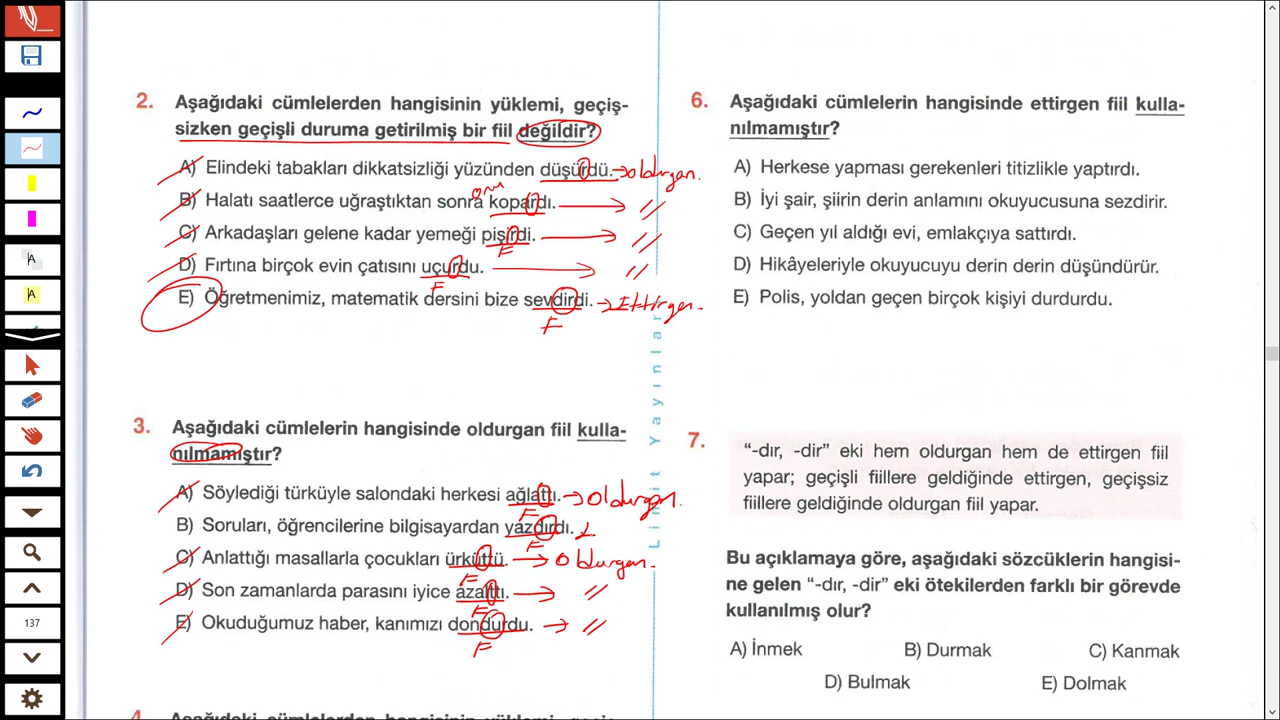 2. Aşağıdaki cümlelerden hangisinin yüklemi, geçiş-
sizken geçişli duruma getirilmiş bir fiil değildir?
A) Elindeki tabakları dikkatsizliği yüzünden düşürdü. → oldurgan.
onu
B) Halatı saatlerce uğraştıktan sonra kopardı. → //
C) Arkadaşları gelene kadar yemeği pişirdi. → //
F
D) Fırtına birçok evin çatısını uçurdu. → //
F
E) Öğretmenimiz, matematik dersini bize sevdirdi. → Ettirgen.
F
3. Aşağıdaki cümlelerin hangisinde oldurgan fiil kulla-
nılmamıştır?
A) Söylediği türküyle salondaki herkesi ağlattı. → oldurgan.
F
B) Soruları, öğrencilerine bilgisayardan yazdırdı.
F
C) Anlattığı masallarla çocukları ürküttü. → oldurgan.
F
D) Son zamanlarda parasını iyice azalttı. → //
F
E) Okuduğumuz haber, kanımızı dondurdu. → //
F
6. Aşağıdaki cümlelerin hangisinde ettirgen fiil kulla-
nılmamıştır?
A) Herkese yapması gerekenleri titizlikle yaptırdı.
B) İyi şair, şiirin derin anlamını okuyucusuna sezdirir.
C) Geçen yıl aldığı evi, emlakçıya sattırdı.
D) Hikâyeleriyle okuyucuyu derin derin düşündürür.
E) Polis, yoldan geçen birçok kişiyi durdurdu.
7.
“-dır, -dir” eki hem oldurgan hem de ettirgen fiil
yapar; geçişli fiillere geldiğinde ettirgen, geçişsiz
fiillere geldiğinde oldurgan fiil yapar.
Bu açıklamaya göre, aşağıdaki sözcüklerin hangisi-
ne gelen “-dır, -dir” eki ötekilerden farklı bir görevde
kullanılmış olur?
A) İnmek B) Durmak C) Kanmak
D) Bulmak E) Dolmak
Limit Yayınlar
A
A
137